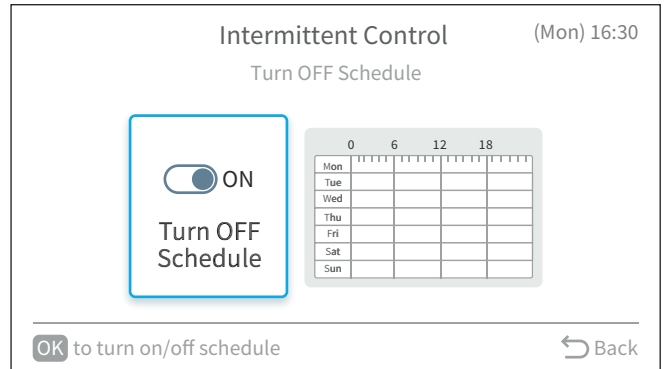 Intermittent Control
(Mon) 16:30
Turn OFF Schedule
ON
Turn OFF
Schedule
0 6 12 18
Mon
Tue
Wed
Thu
Fri
Sat
Sun
OK to turn on/off schedule
Back